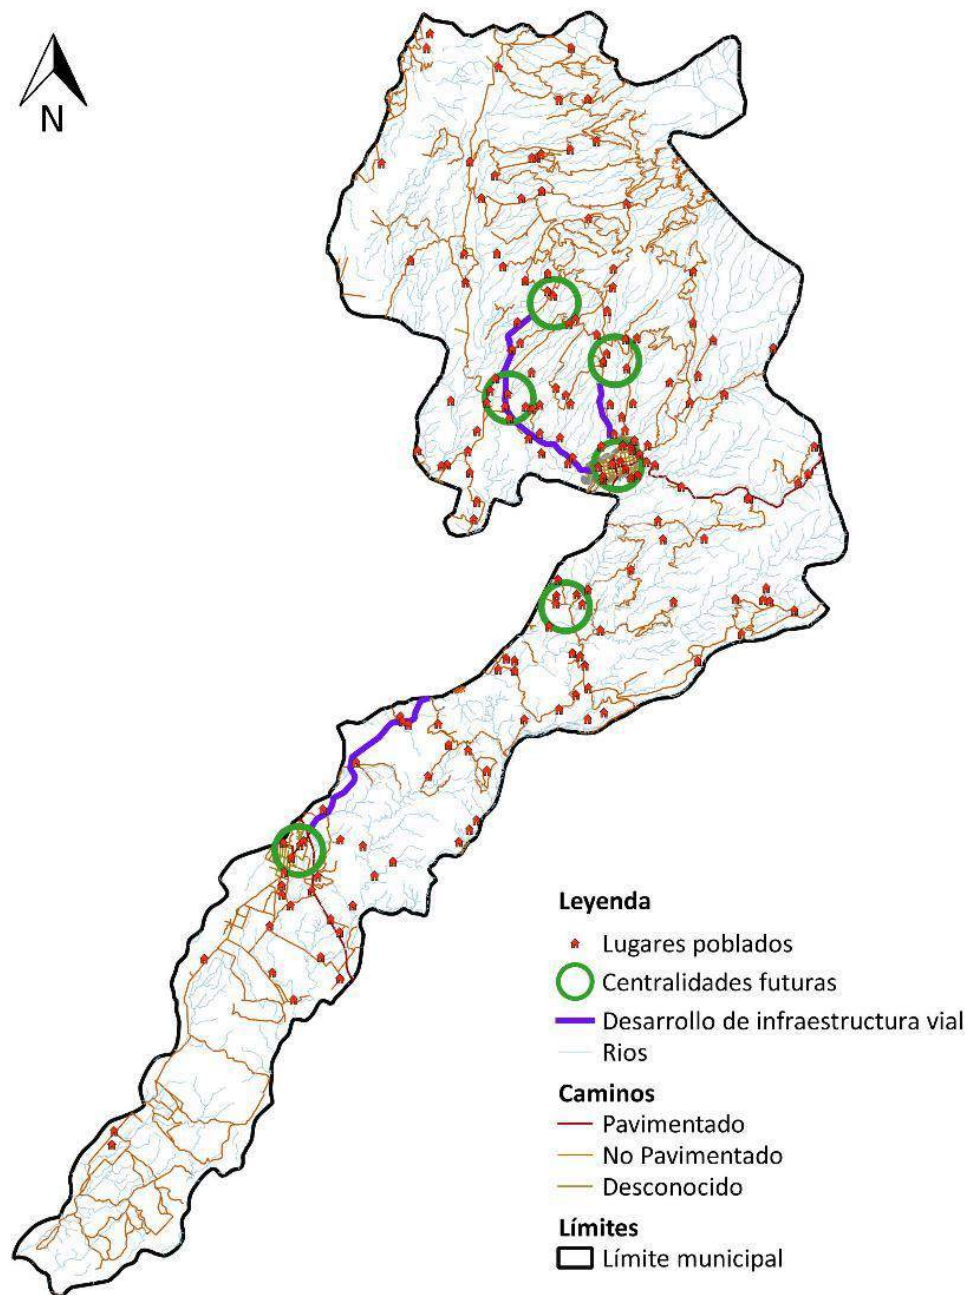 N
Leyenda
Lugares poblados
Centralidades futuras
Desarrollo de infraestructura vial
Rios
Caminos
Pavimentado
No Pavimentado
Desconocido
Límites
Límite municipal